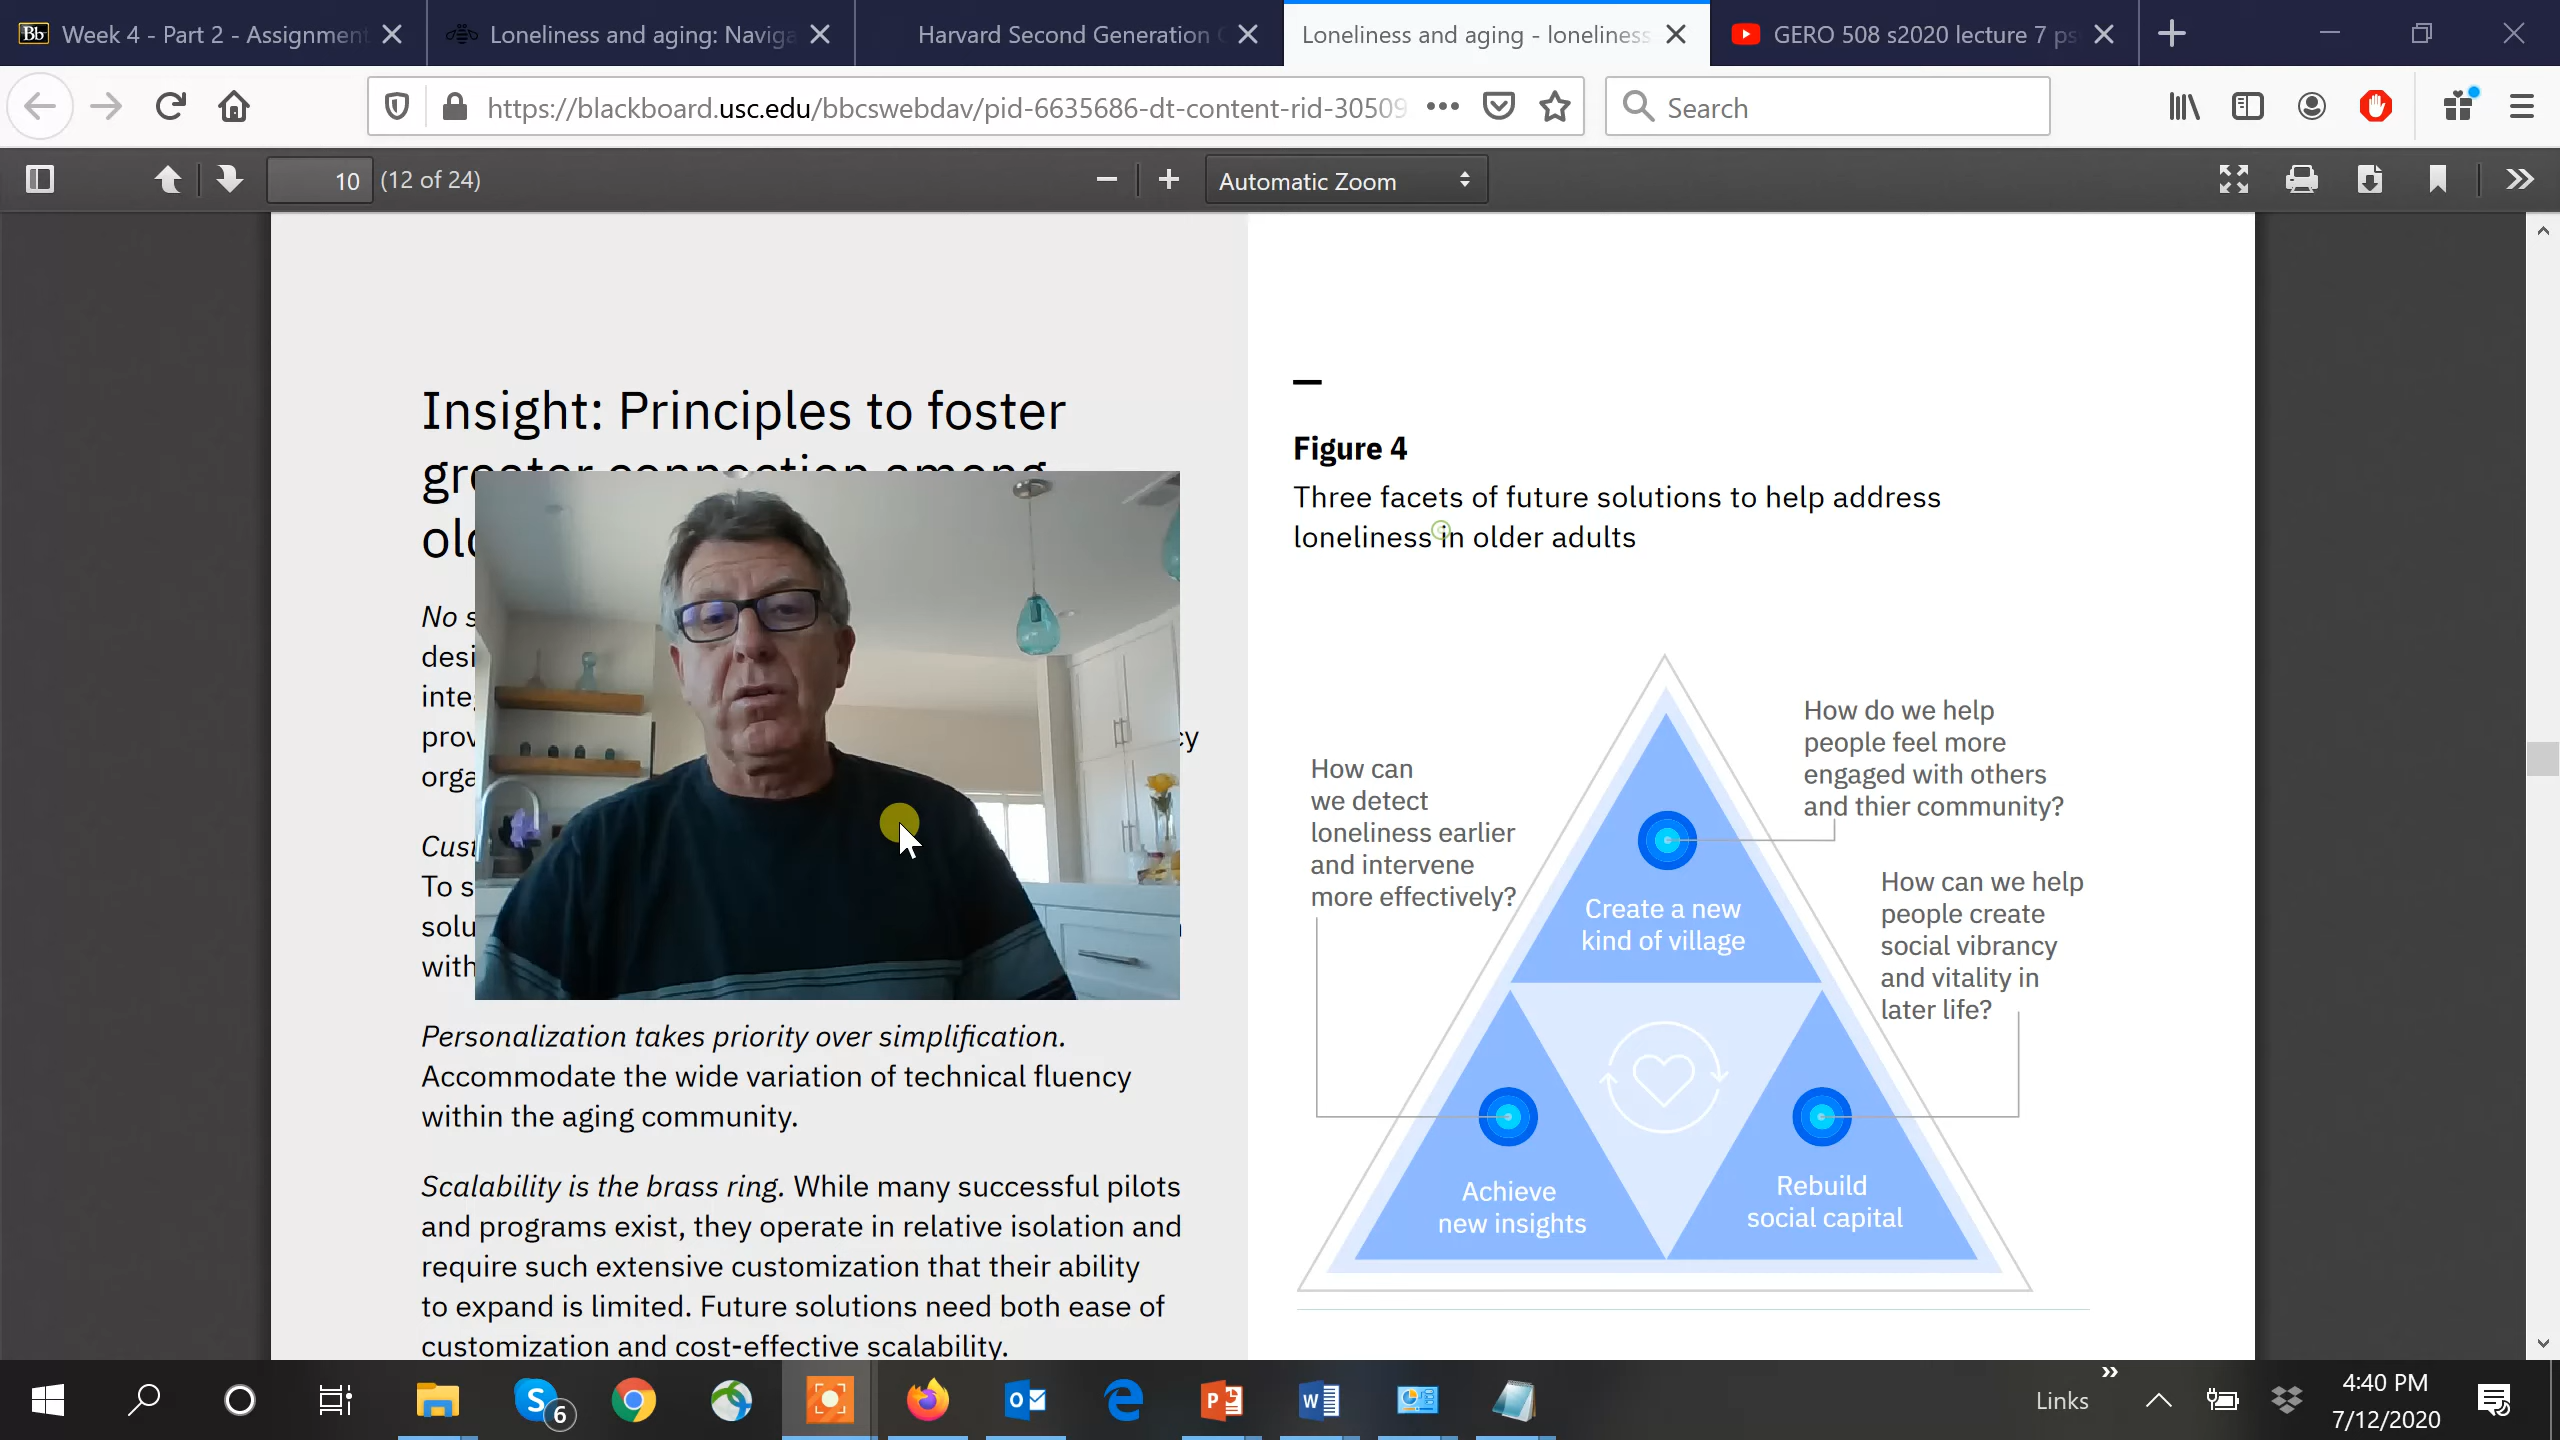 Week 4 - Part 2 - Assignment
Loneliness and aging: Naviga
Harvard Second Generation
Loneliness and aging - loneliness
GERO 508 s2020 lecture 7 ps
https://blackboard.usc.edu/bbcswebdav/pid-6635686-dt-content-rid-30509
Search
10 (12 of 24)
Automatic Zoom
Insight: Principles to foster
greater connection among
No
Personalization takes priority over simplification.
Accommodate the wide variation of technical fluency
within the aging community.
Scalability is the brass ring. While many successful pilots
and programs exist, they operate in relative isolation and
require such extensive customization that their ability
to expand is limited. Future solutions need both ease of
customization and cost-effective scalability.
Figure 4
Three facets of future solutions to help address
loneliness in older adults
How can
we detect
loneliness earlier
and intervene
more effectively?
How do we help
people feel more
engaged with others
and thier community?
How can we help
people create
social vibrancy
and vitality in
later life?
Create a new
kind of village
Achieve
new insights
Rebuild
social capital
6
Links
4:40 PM
7/12/2020